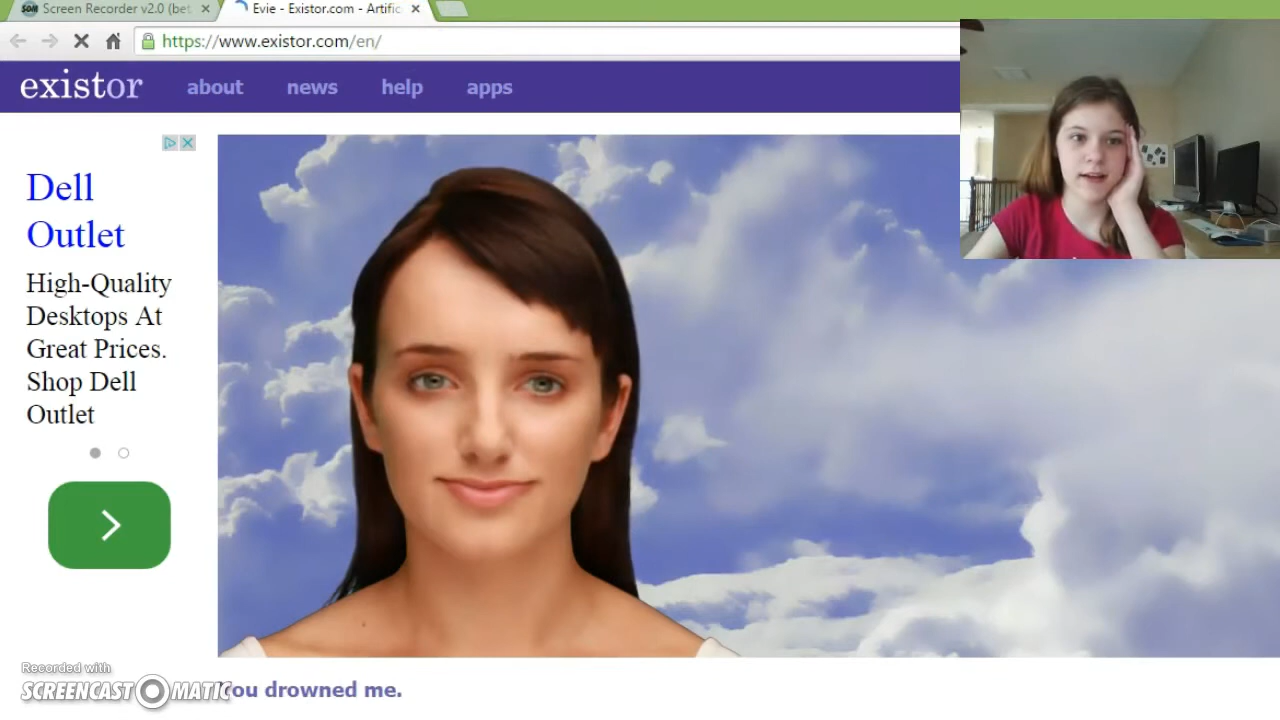 Screen Recorder v2.0 (bet
Evie - Existor.com - Artific
https://www.existor.com/en/
existor about news help apps
Dell
Outlet
High-Quality
Desktops At
Great Prices.
Shop Dell
Outlet
You drowned me.
Recorded with
SCREENCAST MATIC